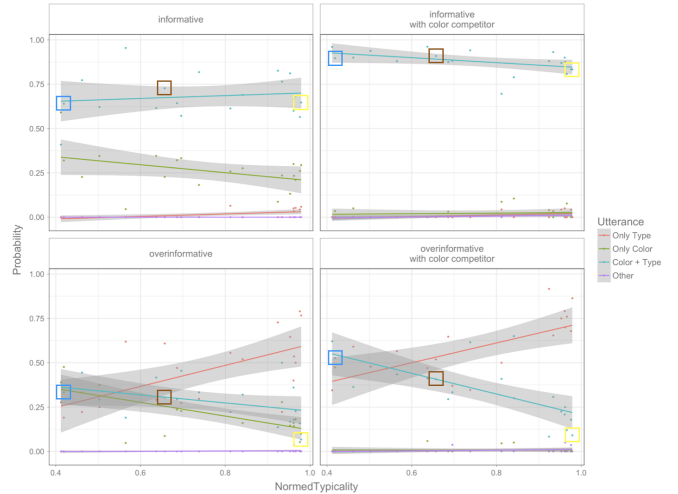 informative
informative
with color competitor
1.00
0.75
0.50
0.25
0.00
overinformative
overinformative
with color competitor
1.00
0.75
0.50
0.25
0.00
0.4
0.6
0.8
1.0
0.4
0.6
0.8
1.0
Probability
NormedTypicality
Utterance
Only Type
Only Color
Color + Type
Other